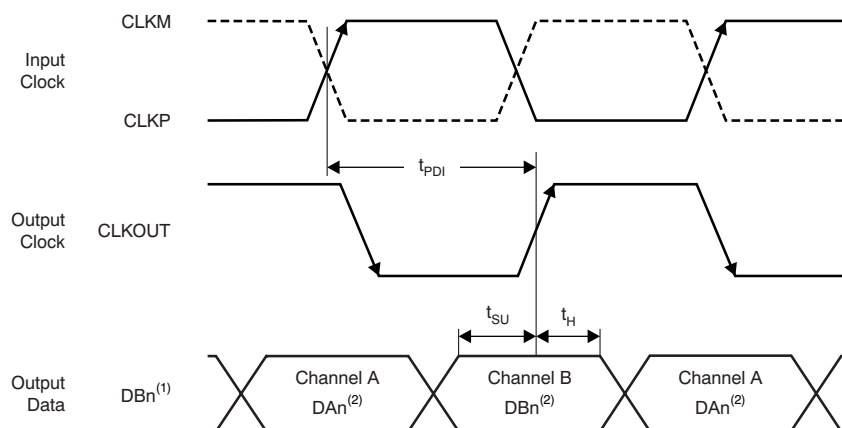 CLKM
Input
Clock
CLKP
tPDI
Output
Clock
CLKOUT
tSU
tH
Output
Data
DBn(1)
Channel A
DAn(2)
Channel B
DBn(2)
Channel A
DAn(2)